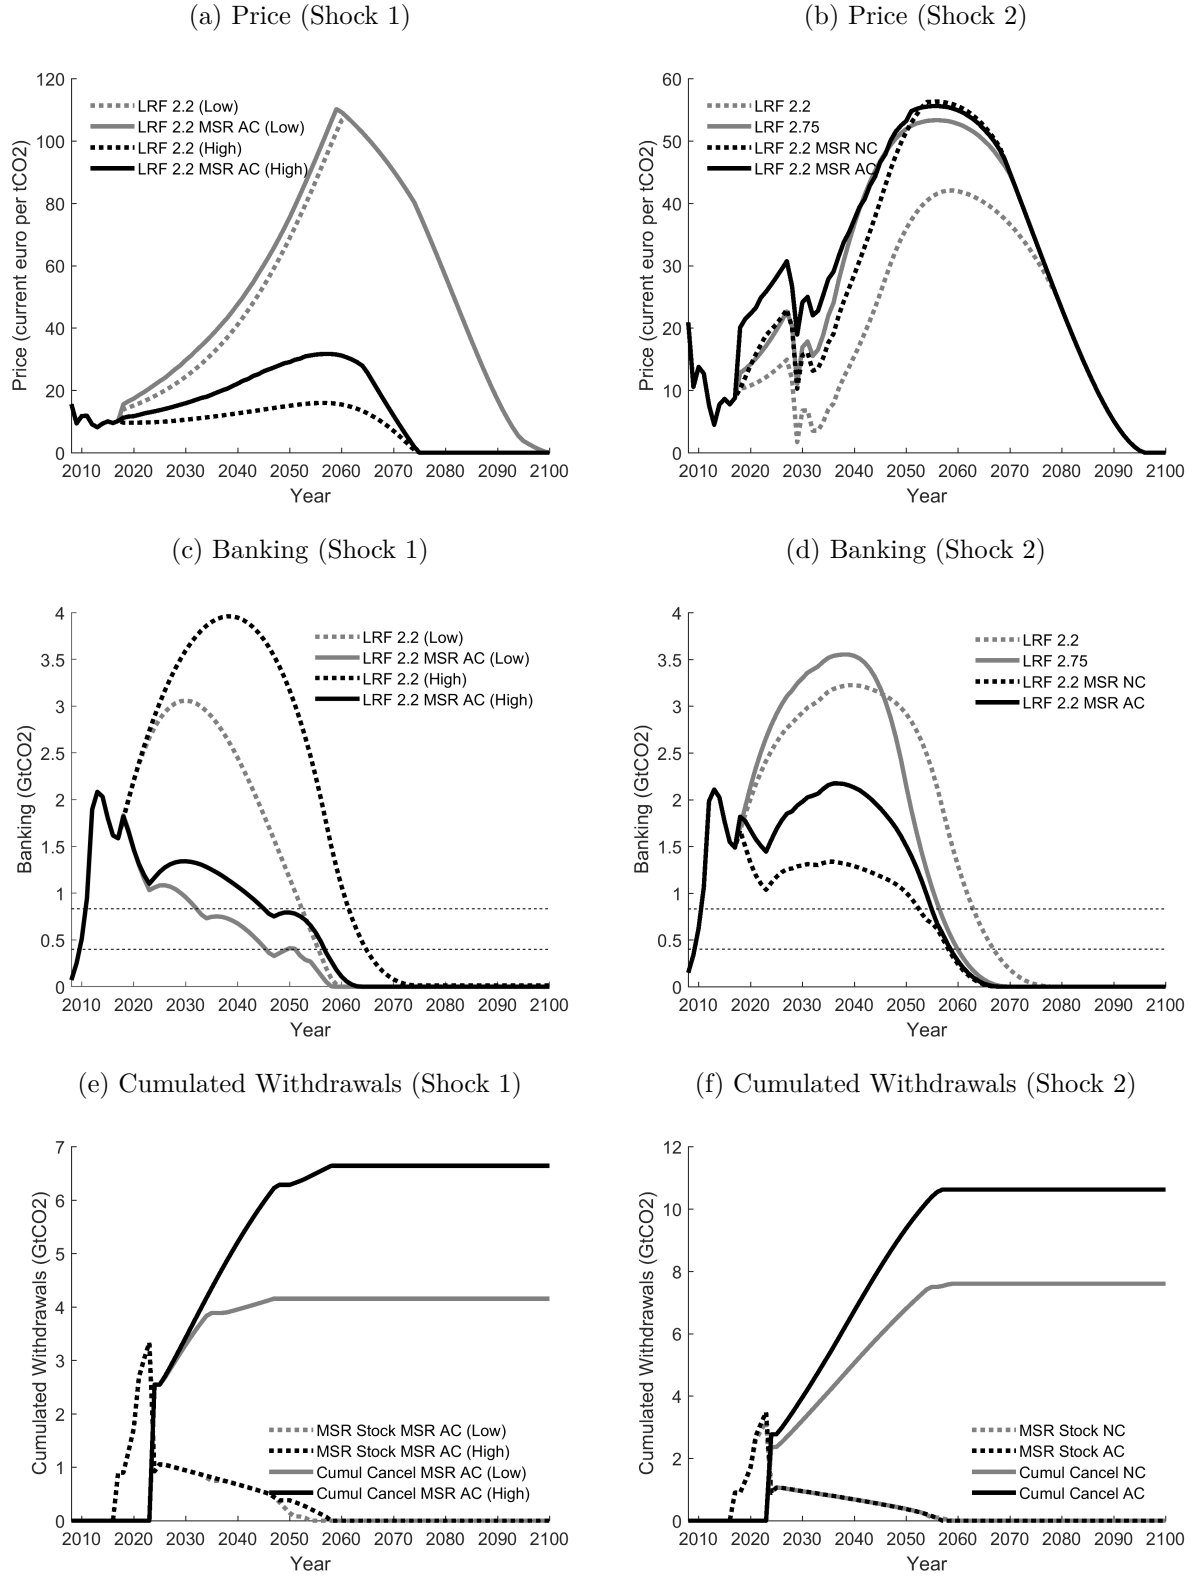 (a) Price (Shock 1)
120
100
80
60
40
20
0
Price (current euro per tCO2)
LRF 2.2 (Low)
LRF 2.2 MSR AC (Low)
LRF 2.2 (High)
LRF 2.2 MSR AC (High)
2010 2020 2030 2040 2050 2060 2070 2080 2090 2100
Year
(b) Price (Shock 2)
60
50
40
30
20
10
0
Price (current euro per tCO2)
LRF 2.2
LRF 2.75
LRF 2.2 MSR NC
LRF 2.2 MSR AC
2010 2020 2030 2040 2050 2060 2070 2080 2090 2100
Year
(c) Banking (Shock 1)
4
3.5
3
2.5
2
1.5
1
0.5
0
Banking (GtCO2)
LRF 2.2 (Low)
LRF 2.2 MSR AC (Low)
LRF 2.2 (High)
LRF 2.2 MSR AC (High)
2010 2020 2030 2040 2050 2060 2070 2080 2090 2100
Year
(d) Banking (Shock 2)
4
3.5
3
2.5
2
1.5
1
0.5
0
Banking (GtCO2)
LRF 2.2
LRF 2.75
LRF 2.2 MSR NC
LRF 2.2 MSR AC
2010 2020 2030 2040 2050 2060 2070 2080 2090 2100
Year
(e) Cumulated Withdrawals (Shock 1)
7
6
5
4
3
2
1
0
Cumulated Withdrawals (GtCO2)
MSR Stock MSR AC (Low)
MSR Stock MSR AC (High)
Cumul Cancel MSR AC (Low)
Cumul Cancel MSR AC (High)
2010 2020 2030 2040 2050 2060 2070 2080 2090 2100
Year
(f) Cumulated Withdrawals (Shock 2)
12
10
8
6
4
2
0
Cumulated Withdrawals (GtCO2)
MSR Stock NC
MSR Stock AC
Cumul Cancel NC
Cumul Cancel AC
2010 2020 2030 2040 2050 2060 2070 2080 2090 2100
Year